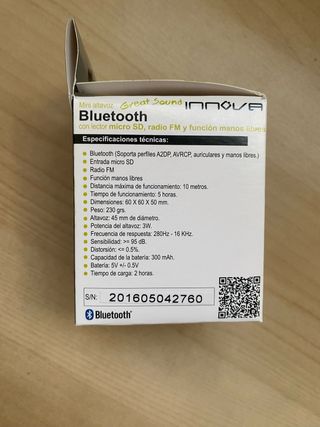 Mini altavoz Great Sound INNOVA
Bluetooth
con lector micro SD, radio FM y función manos libres
Especificaciones técnicas:
Bluetooth (Soporta perfiles A2DP, AVRCP, auriculares y manos libres.)
Entrada micro SD
Radio FM
Función manos libres
Distancia máxima de funcionamiento: 10 metros.
Tiempo de funcionamiento: 5 horas.
Dimensiones: 60 X 60 X 50 mm.
Peso: 230 grs.
Altavoz: 45 mm de diámetro.
Potencia del altavoz: 3W.
Frecuencia de respuesta: 280Hz - 16 KHz.
Sensibilidad: >= 95 dB.
Distorsión: <= 0.5%.
Capacidad de la batería: 300 mAh.
Batería: 5V +/- 0.5V
Tiempo de carga: 2 horas.
S/N: 201605042760
Bluetooth®